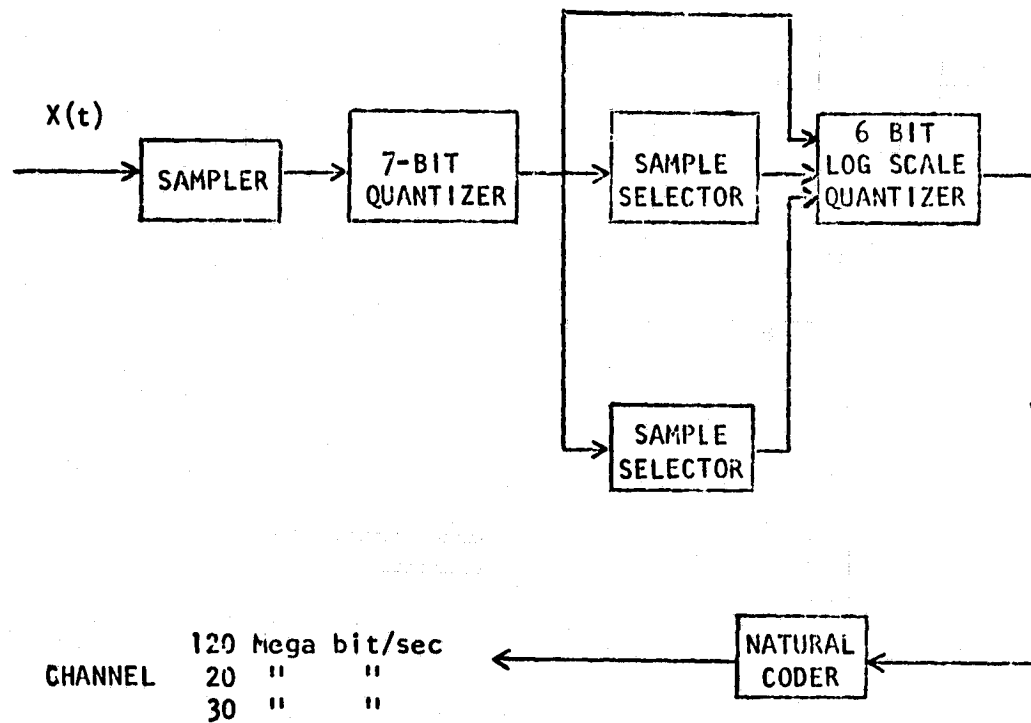 X(t)
SAMPLER
7-BIT
QUANTIZER
SAMPLE
SELECTOR
6 BIT
LOG SCALE
QUANTIZER
SAMPLE
SELECTOR
NATURAL
CODER
CHANNEL
120 Mega bit/sec
20 " "
30 " "